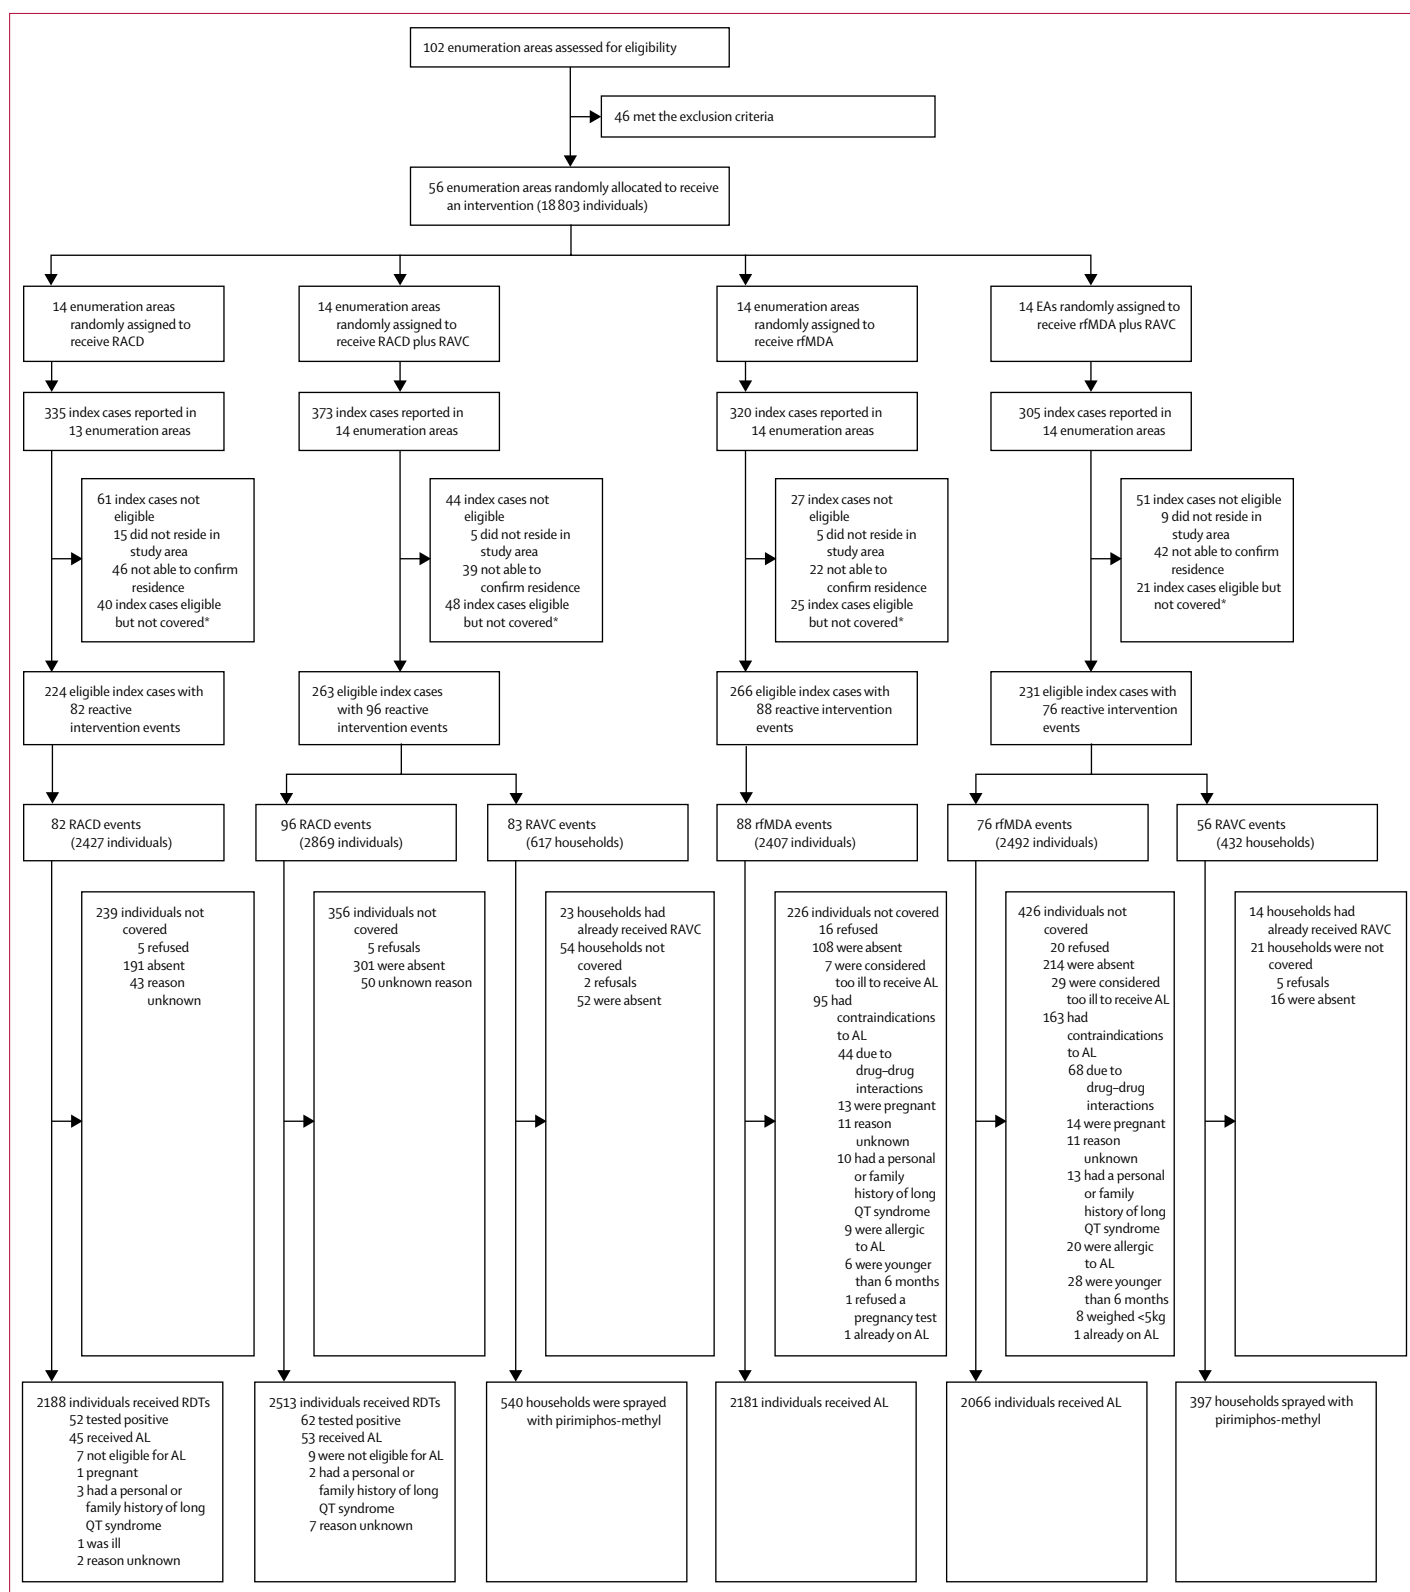 102 enumeration areas assessed for eligibility
46 met the exclusion criteria
56 enumeration areas randomly allocated to receive
an intervention (18 803 individuals)
14 enumeration areas
randomly assigned to
receive RACD
14 enumeration areas
randomly assigned to
receive RACD plus RAVC
14 enumeration areas
randomly assigned to
receive rfMDA
14 EAs randomly assigned to
receive rfMDA plus RAVC
335 index cases reported in
13 enumeration areas
373 index cases reported in
14 enumeration areas
320 index cases reported in
14 enumeration areas
305 index cases reported in
14 enumeration areas
61 index cases not
eligible
15 did not reside in
study area
46 not able to confirm
residence
40 index cases eligible
but not covered*
44 index cases not
eligible
5 did not reside in
study area
39 not able to
confirm residence
48 index cases eligible
but not covered*
27 index cases not
eligible
5 did not reside in
study area
22 not able to
confirm residence
25 index cases eligible
but not covered*
51 index cases not eligible
9 did not reside in
study area
42 not able to confirm
residence
21 index cases eligible but
not covered*
224 eligible index cases with
82 reactive
intervention events
263 eligible index cases
with 96 reactive
intervention events
266 eligible index cases with
88 reactive intervention
events
231 eligible index cases with
76 reactive intervention
events
82 RACD events
(2427 individuals)
96 RACD events
(2869 individuals)
83 RAVC events
(617 households)
88 rfMDA events
(2407 individuals)
76 rfMDA events
(2492 individuals)
56 RAVC events
(432 households)
239 individuals not
covered
5 refused
191 absent
43 reason
unknown
356 individuals not
covered
5 refusals
301 were absent
50 unknown reason
23 households had
already received RAVC
54 households not
covered
2 refusals
52 were absent
226 individuals not covered
16 refused
108 were absent
7 were considered
too ill to receive AL
95 had
contraindications
to AL
44 due to
drug–drug
interactions
13 were pregnant
11 reason
unknown
10 had a personal
or family
history of long
QT syndrome
9 were allergic
to AL
6 were younger
than 6 months
1 refused a
pregnancy test
1 already on AL
426 individuals not
covered
20 refused
214 were absent
29 were considered
too ill to receive AL
163 had
contraindications
to AL
68 due to
drug–drug
interactions
14 were pregnant
11 reason
unknown
13 had a personal
or family
history of long
QT syndrome
20 were allergic
to AL
28 were younger
than 6 months
8 weighed <5kg
1 already on AL
14 households had
already received RAVC
21 households were not
covered
5 refusals
16 were absent
2188 individuals received RDTs
52 tested positive
45 received AL
7 not eligible for AL
1 pregnant
3 had a personal or
family history of long
QT syndrome
1 was ill
2 reason unknown
2513 individuals received RDTs
62 tested positive
53 received AL
9 were not eligible for AL
2 had a personal or
family history of long
QT syndrome
7 reason unknown
540 households were sprayed
with pirimiphos-methyl
2181 individuals received AL
2066 individuals received AL
397 households sprayed with
pirimiphos-methyl